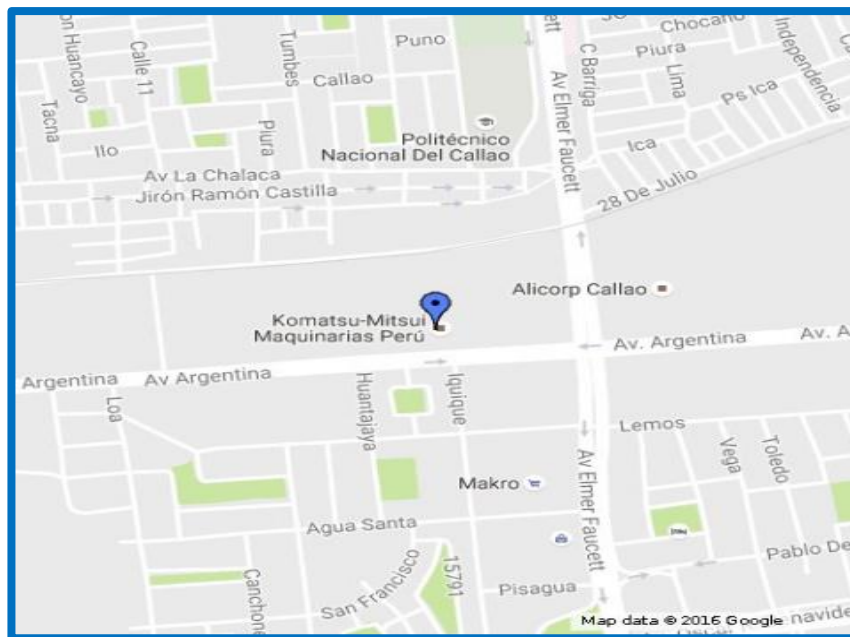 Puno
Chocano
Piura
Independencia
C Barriga
Lima
Ps Ica
Huancayo
Calle 11
Tumbes
Callao
Av Elmer Faucett
Tacna
Ilo
Piura
Politécnico
Nacional Del Callao
Ica
Av La Chalaca
Jirón Ramón Castilla
28 De Julio
Alicorp Callao
Komatsu-Mitsui
Maquinarias Perú
Av. Argentina
Av. A
Argentina
Av Argentina
Loa
Huantajaya
Iquique
Lemos
Vega
Toledo
Makro
Av Elmer Faucett
Agua Santa
Canchone
San Francisco
15791
Pisagua
Pablo De
Map data © 2016 Google
navide